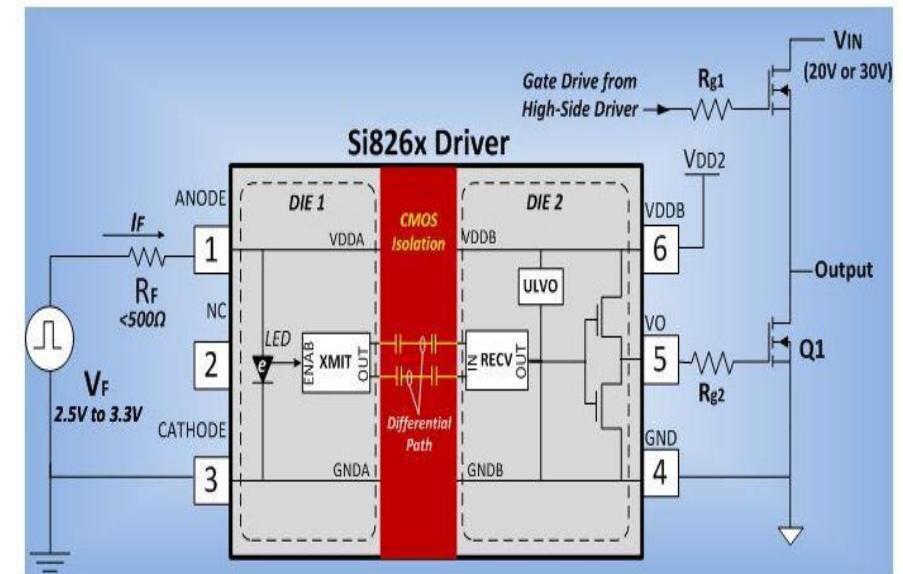 VIN
(20V or 30V)
Gate Drive from
High-Side Driver
Rg1
Si826x Driver
VDD2
ANODE
DIE 1
CMOS
Isolation
DIE 2
VDDB
IF
1
VDDA
VDDB
6
RF
<500Ω
ULVO
Output
NC
VO
LED
2
e
ENAB
XMIT
OUT
IN
RECV
OUT
5
Q1
VF
2.5V to 3.3V
Rg2
Differential
Path
CATHODE
GND
3
GNDA
GNDB
4